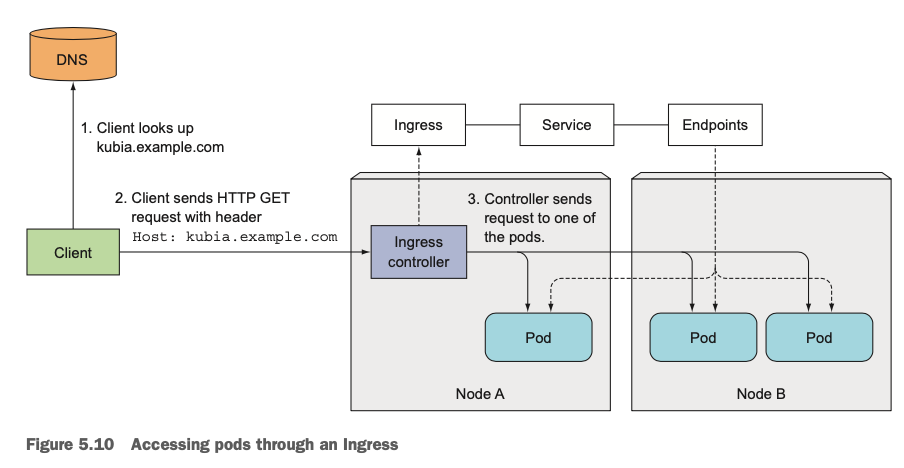 DNS
1. Client looks up
kubia.example.com
Ingress
Service
Endpoints
2. Client sends HTTP GET
request with header
Host: kubia.example.com
3. Controller sends
request to one of
the pods.
Client
Ingress
controller
Pod
Pod
Pod
Node A
Node B
Figure 5.10 Accessing pods through an Ingress